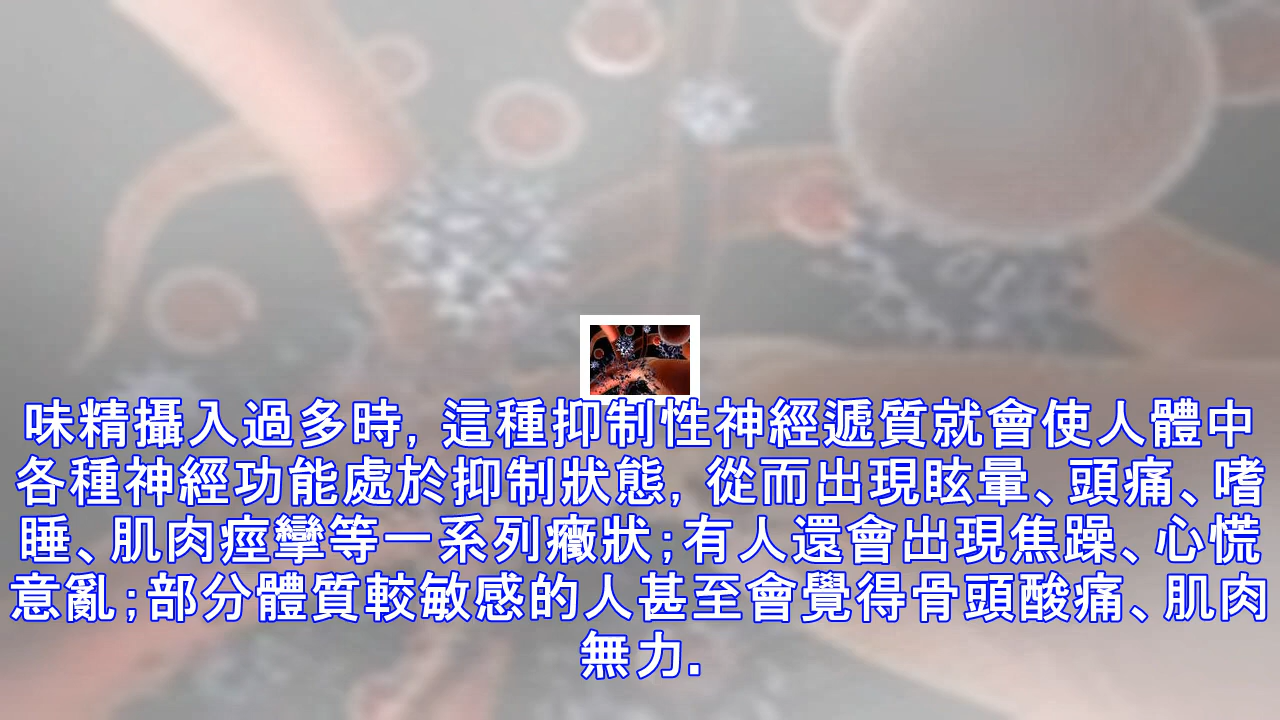 味精攝入過多時, 這種抑制性神經遞質就會使人體中
各種神經功能處於抑制狀態, 從而出現眩暈、頭痛、嗜
睡、肌肉痙攣等一系列癥狀;有人還會出現焦躁、心慌
意亂;部分體質較敏感的人甚至會覺得骨頭酸痛、肌肉
無力.